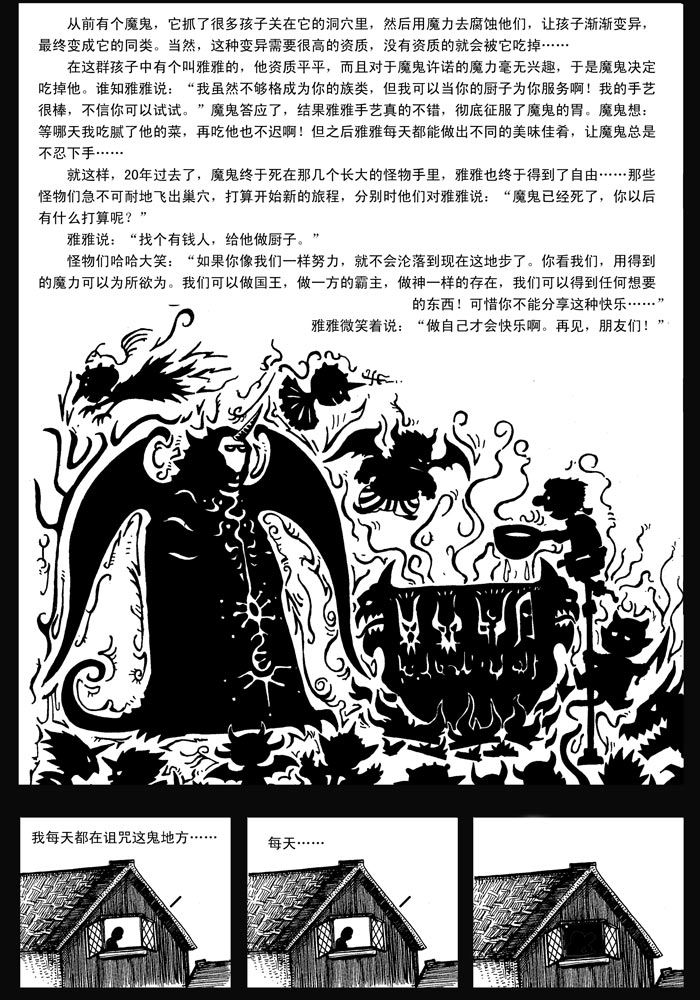 从前有个魔鬼，它抓了很多孩子关在它的洞穴里，然后用魔力去腐蚀他们，让孩子渐渐变异，
最终变成它的同类。当然，这种变异需要很高的资质，没有资质的就会被它吃掉……
在这群孩子中有个叫雅雅的，他资质平平，而且对于魔鬼许诺的魔力毫无兴趣，于是魔鬼决定
吃掉他。谁知雅雅说：“我虽然不够格成为你的族类，但我可以当你的厨子为你服务啊！我的手艺
很棒，不信你可以试试。”魔鬼答应了，结果雅雅手艺真的不错，彻底征服了魔鬼的胃。魔鬼想：
等哪天我吃腻了他的菜，再吃他也不迟啊！但之后雅雅每天都能做出不同的美味佳肴，让魔鬼总是
不忍下手……
就这样，20年过去了，魔鬼终于死在那几个长大的怪物手里，雅雅也终于得到了自由……那些
怪物们急不可耐地飞出巢穴，打算开始新的旅程，分别时他们对雅雅说：“魔鬼已经死了，你以后
有什么打算呢？”
雅雅说：“找个有钱人，给他做厨子。”
怪物们哈哈大笑：“如果你像我们一样努力，就不会沦落到现在这地步了。你看我们，用得到
的魔力可以为所欲为。我们可以做国王，做一方的霸主，做神一样的存在，我们可以得到任何想要
的东西！可惜你不能分享这种快乐……”
雅雅微笑着说：“做自己才会快乐啊。再见，朋友们！”
我每天都在诅咒这鬼地方……
每天……